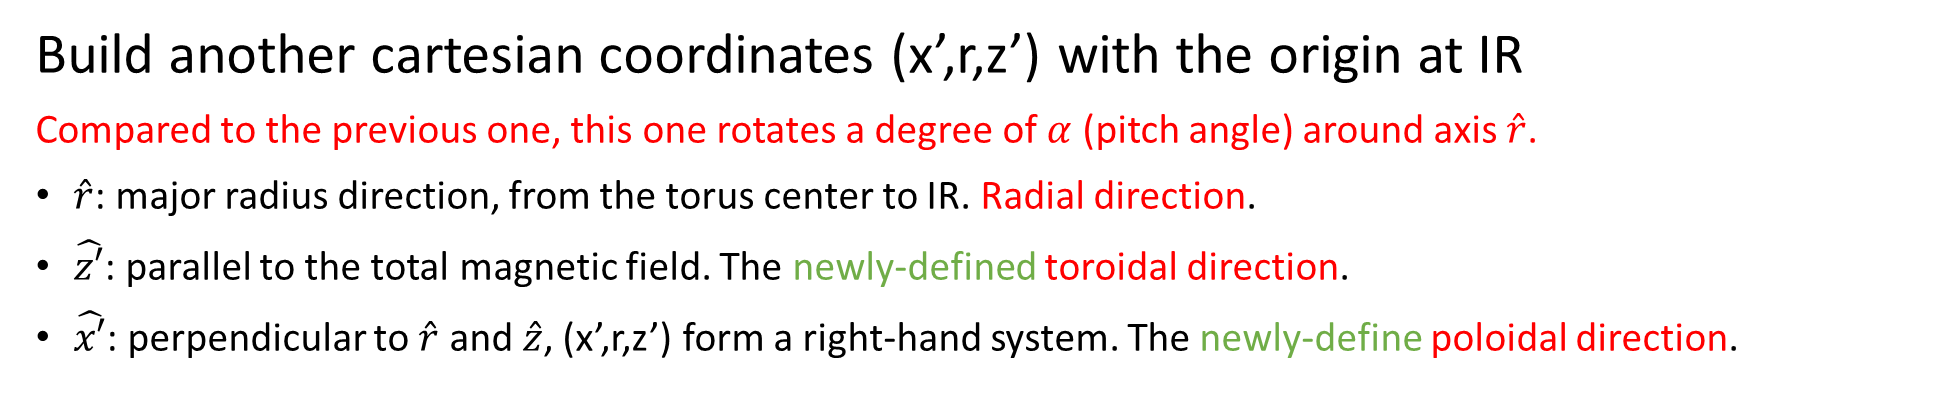 Build another cartesian coordinates (x’,r,z’) with the origin at IR
Compared to the previous one, this one rotates a degree of α (pitch angle) around axis r̂.
• r̂: major radius direction, from the torus center to IR. Radial direction.
• ẑ′: parallel to the total magnetic field. The newly-defined toroidal direction.
• x̂′: perpendicular to r̂ and ẑ, (x’,r,z’) form a right-hand system. The newly-define poloidal direction.